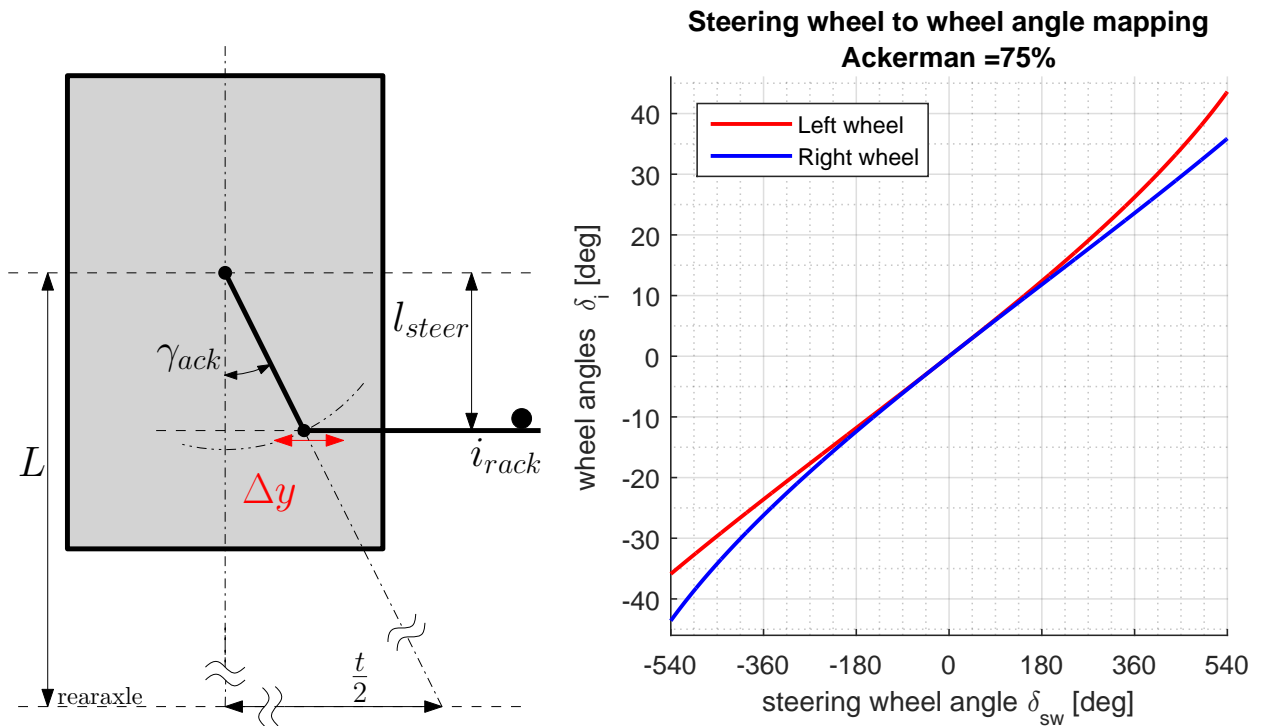 γ_ack
l_steer
L
i_rack
Δy
t/2
rearaxle
Steering wheel to wheel angle mapping
Ackerman =75%
Left wheel
Right wheel
wheel angles δ_i [deg]
40
30
20
10
0
-10
-20
-30
-40
-540 -360 -180 0 180 360 540
steering wheel angle δ_sw [deg]